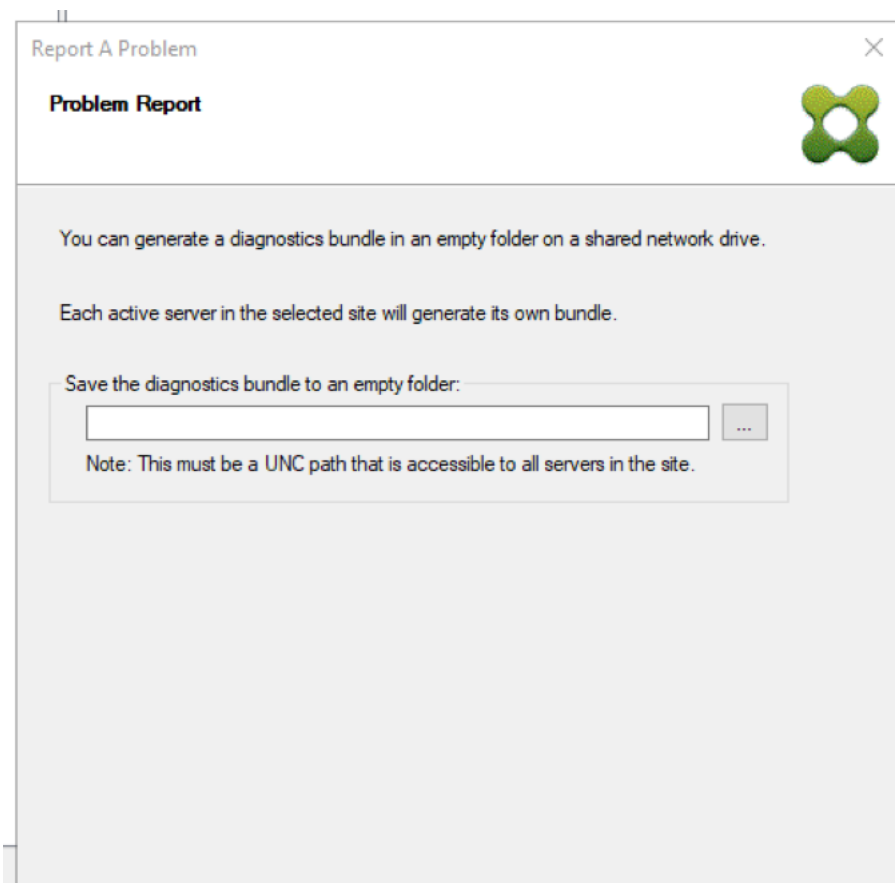 Report A Problem
Problem Report
You can generate a diagnostics bundle in an empty folder on a shared network drive.
Each active server in the selected site will generate its own bundle.
Save the diagnostics bundle to an empty folder:
...
Note: This must be a UNC path that is accessible to all servers in the site.